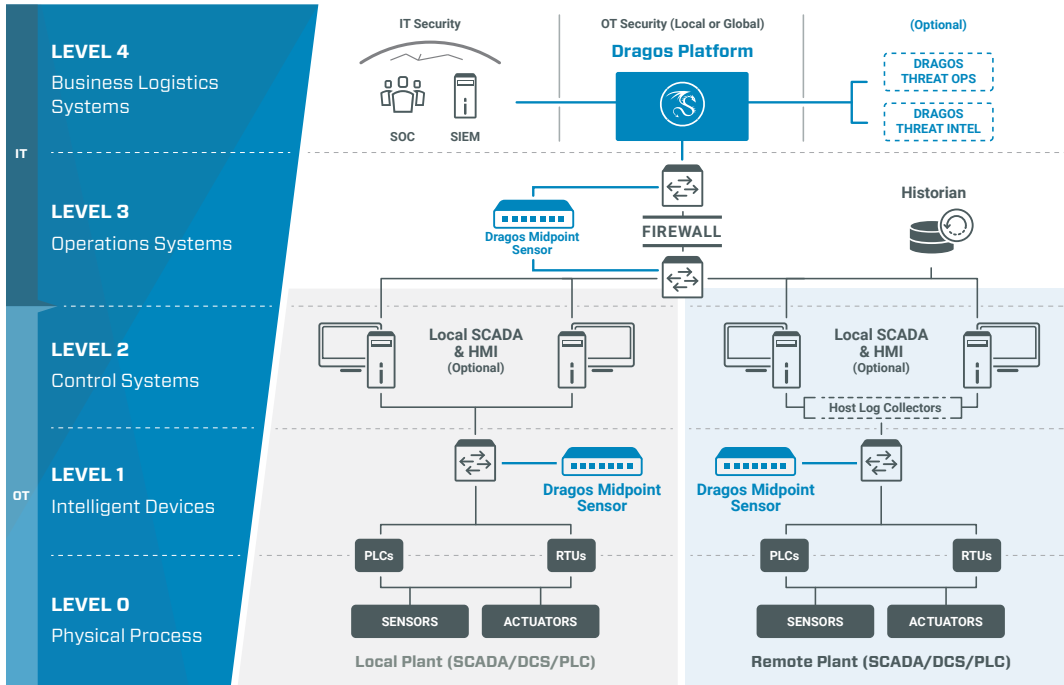 IT
OT
LEVEL 4
Business Logistics
Systems
LEVEL 3
Operations Systems
LEVEL 2
Control Systems
LEVEL 1
Intelligent Devices
LEVEL 0
Physical Process
IT Security
SOC
SIEM
OT Security (Local or Global)
Dragos Platform
(Optional)
DRAGOS
THREAT OPS
DRAGOS
THREAT INTEL
Dragos Midpoint
Sensor
FIREWALL
Historian
Local SCADA
& HMI
(Optional)
Local SCADA
& HMI
(Optional)
Host Log Collectors
Dragos Midpoint
Sensor
Dragos Midpoint
Sensor
PLCs
RTUs
PLCs
RTUs
SENSORS
ACTUATORS
SENSORS
ACTUATORS
Local Plant (SCADA/DCS/PLC)
Remote Plant (SCADA/DCS/PLC)